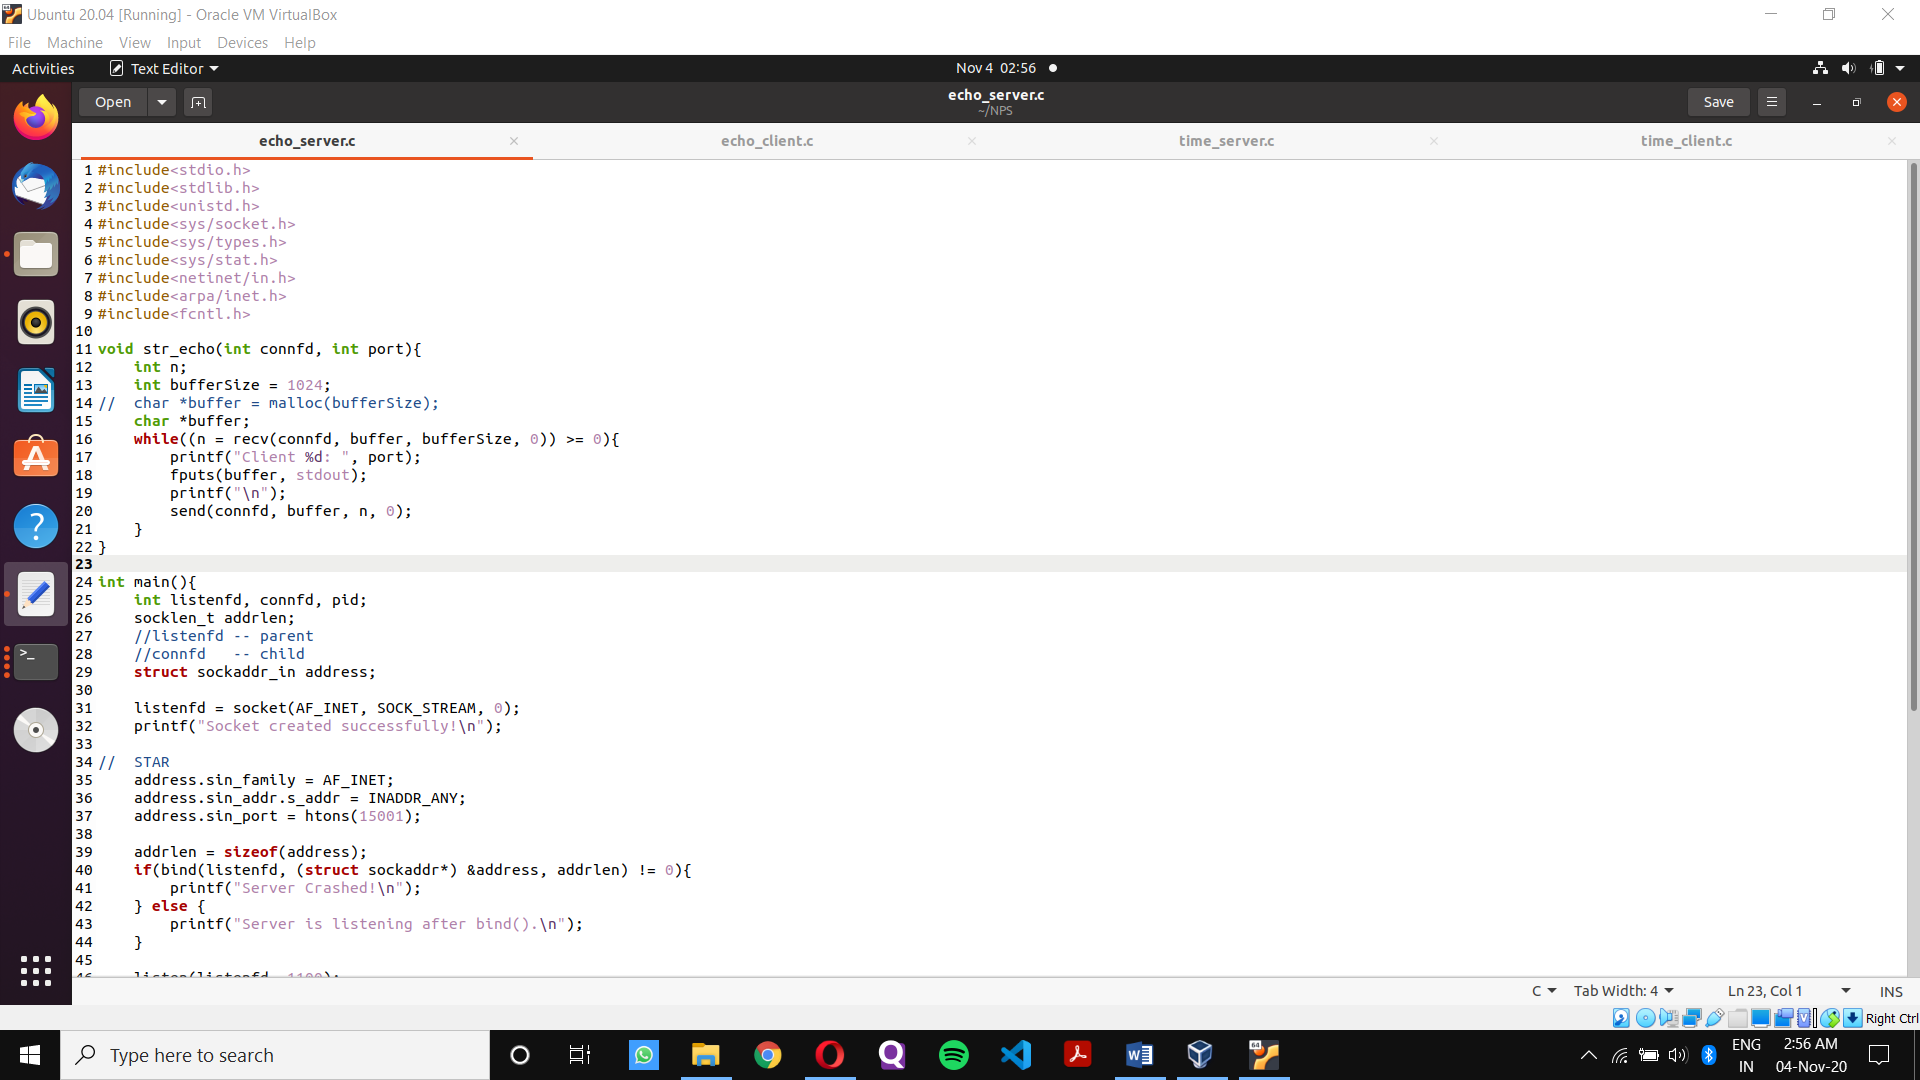 Ubuntu 20.04 [Running] - Oracle VM VirtualBox
File Machine View Input Devices Help
Activities Text Editor Nov 4 02:56
Open echo_server.c Save
~/NPS
echo_server.c echo_client.c time_server.c time_client.c
1 #include<stdio.h>
2 #include<stdlib.h>
3 #include<unistd.h>
4 #include<sys/socket.h>
5 #include<sys/types.h>
6 #include<sys/stat.h>
7 #include<netinet/in.h>
8 #include<arpa/inet.h>
9 #include<fcntl.h>
10
11 void str_echo(int connfd, int port){
12     int n;
13     int bufferSize = 1024;
14 //  char *buffer = malloc(bufferSize);
15     char *buffer;
16     while((n = recv(connfd, buffer, bufferSize, 0)) >= 0){
17         printf("Client %d: ", port);
18         fputs(buffer, stdout);
19         printf("\n");
20         send(connfd, buffer, n, 0);
21     }
22 }
23
24 int main(){
25     int listenfd, connfd, pid;
26     socklen_t addrlen;
27     //listenfd -- parent
28     //connfd   -- child
29     struct sockaddr_in address;
30
31     listenfd = socket(AF_INET, SOCK_STREAM, 0);
32     printf("Socket created successfully!\n");
33
34 //  STAR
35     address.sin_family = AF_INET;
36     address.sin_addr.s_addr = INADDR_ANY;
37     address.sin_port = htons(15001);
38
39     addrlen = sizeof(address);
40     if(bind(listenfd, (struct sockaddr*) &address, addrlen) != 0){
41         printf("Server Crashed!\n");
42     } else {
43         printf("Server is listening after bind().\n");
44     }
45
C Tab Width: 4 Ln 23, Col 1 INS
Right Ctrl
Type here to search
ENG 2:56 AM
IN 04-Nov-20